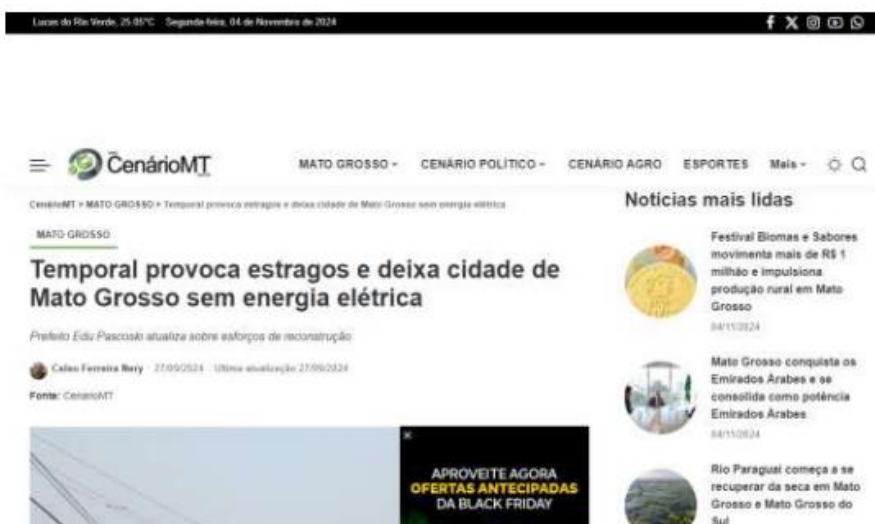 Lucas do Rio Verde, 25.05°C Segunda-feira, 04 de Novembro de 2024
CenárioMT
MATO GROSSO
CENÁRIO POLÍTICO
CENÁRIO AGRO
ESPORTES
Mais
CenárioMT > MATO GROSSO > Temporal provoca estragos e deixa cidade de Mato Grosso sem energia elétrica
MATO GROSSO
Temporal provoca estragos e deixa cidade de
Mato Grosso sem energia elétrica
Prefeito Edu Pascoski atualiza sobre esforços de reconstrução
Celso Ferreira Nery 27/09/2024 Ultima atualização 27/09/2024
Fonte: CenárioMT
APROVEITE AGORA
OFERTAS ANTECIPADAS
DA BLACK FRIDAY
Notícias mais lidas
Festival Biomas e Sabores
movimenta mais de R$ 1
milhão e impulsiona
produção rural em Mato
Grosso
04/11/2024
Mato Grosso conquista os
Emirados Árabes e se
consolida como potência
Emirados Árabes
04/11/2024
Rio Paraguai começa a se
recuperar da seca em Mato
Grosso e Mato Grosso do
Sul